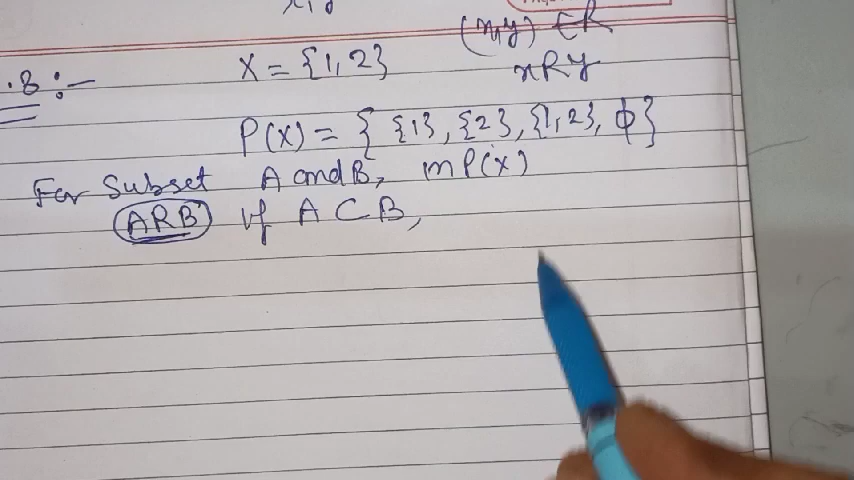 (x,y) ∈ R
.8 :- X = {1,2} xRy
P(X) = { {1}, {2}, {1,2}, ϕ}
For Subset A and B, in P(X)
ARB if A ⊂ B,